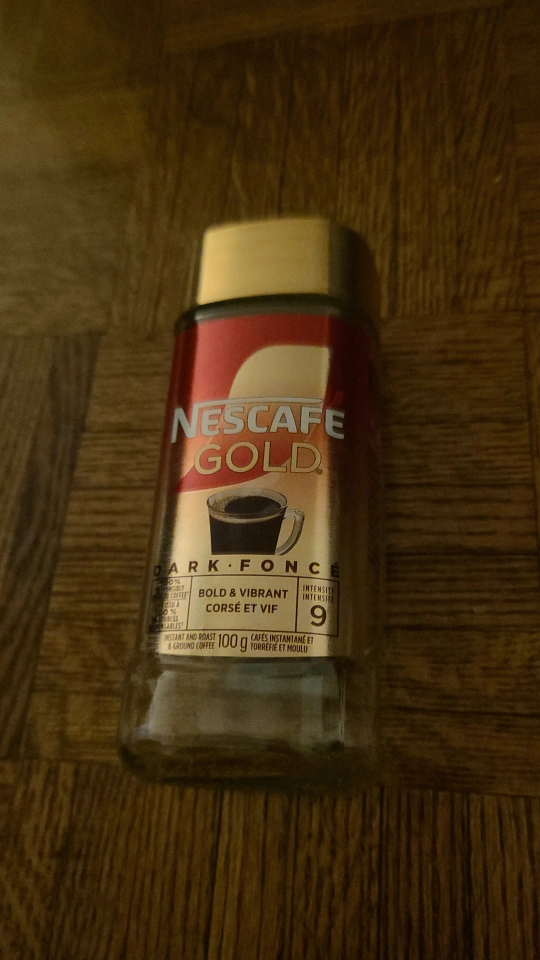 NESCAFÉ
GOLD
DARK · FONCÉ
BOLD & VIBRANT
CORSÉ ET VIF
INTENSITY
INTENSITÉ
9
INSTANT AND ROAST
& GROUND COFFEE
100 g
CAFÉS INSTANTANÉ ET
TORRÉFIÉ ET MOULU